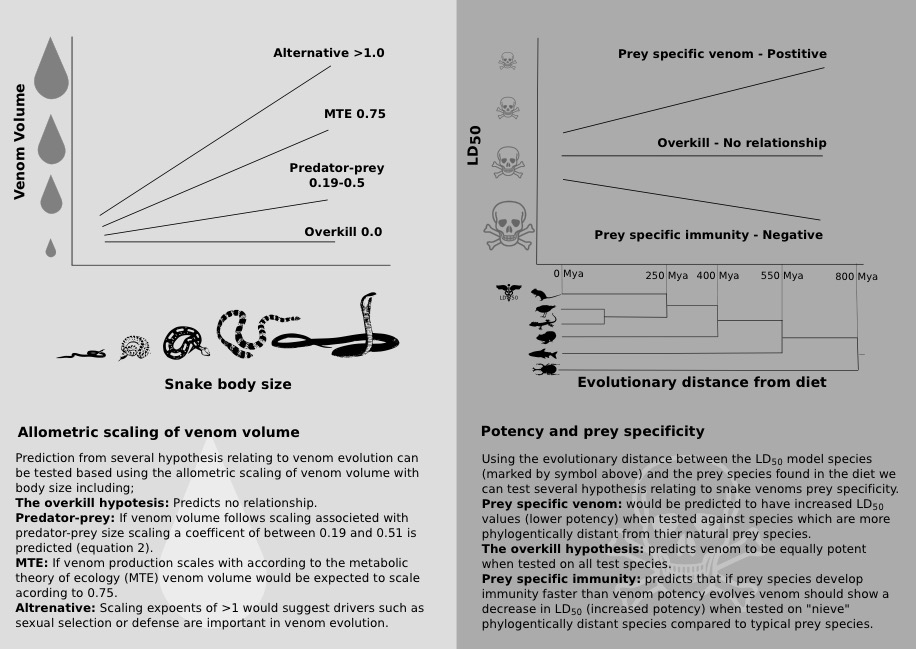 Alternative >1.0
MTE 0.75
Predator-prey
0.19-0.5
Overkill 0.0
Venom Volume
Snake body size
Allometric scaling of venom volume
Prediction from several hypothesis relating to venom evolution can
be tested based using the allometric scaling of venom volume with
body size including;
The overkill hypotesis: Predicts no relationship.
Predator-prey: If venom volume follows scaling associeted with
predator-prey size scaling a coefficent of between 0.19 and 0.51 is
predicted (equation 2).
MTE: If venom production scales with according to the metabolic
theory of ecology (MTE) venom volume would be expected to scale
acording to 0.75.
Altrenative: Scaling expoents of >1 would suggest drivers such as
sexual selection or defense are important in venom evolution.
Prey specific venom - Postitive
Overkill - No relationship
Prey specific immunity - Negative
LD50
0 Mya 250 Mya 400 Mya 550 Mya 800 Mya
LD50
Evolutionary distance from diet
Potency and prey specificity
Using the evolutionary distance between the LD50 model species
(marked by symbol above) and the prey species found in the diet we
can test several hypothesis relating to snake venoms prey specificity.
Prey specific venom: would be predicted to have increased LD50
values (lower potency) when tested against species which are more
phylogentically distant from thier natural prey species.
The overkill hypothesis: predicts venom to be equally potent
when tested on all test species.
Prey specific immunity: predicts that if prey species develop
immunity faster than venom potency evolves venom should show a
decrease in LD50 (increased potency) when tested on "nieve"
phylogentically distant species compared to typical prey species.